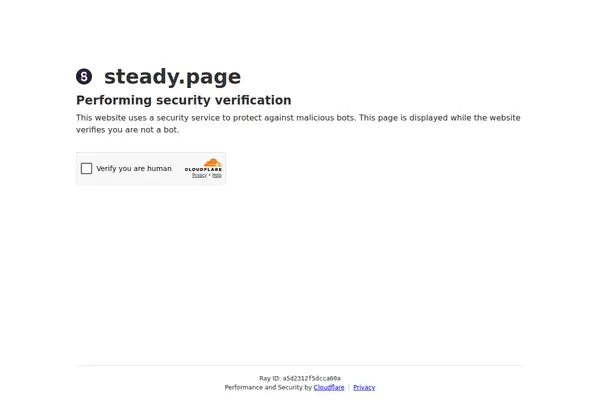 S steady.page
Performing security verification
This website uses a security service to protect against malicious bots. This page is displayed while the website
verifies you are not a bot.
Verify you are human
CLOUDFLARE
Privacy • Help
Ray ID: a5d2312f5dcca60a
Performance and Security by Cloudflare | Privacy